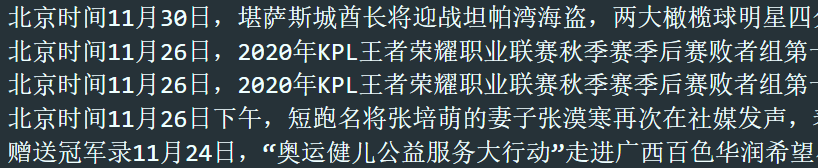 北京时间11月30日，堪萨斯城酋长将迎战坦帕湾海盗，两大橄榄球明星四
北京时间11月26日，2020年KPL王者荣耀职业联赛秋季赛季后赛败者组第
北京时间11月26日，2020年KPL王者荣耀职业联赛秋季赛季后赛败者组第
北京时间11月26日下午，短跑名将张培萌的妻子张漠寒再次在社媒发声，
赠送冠军录11月24日，“奥运健儿公益服务大行动”走进广西百色华润希望